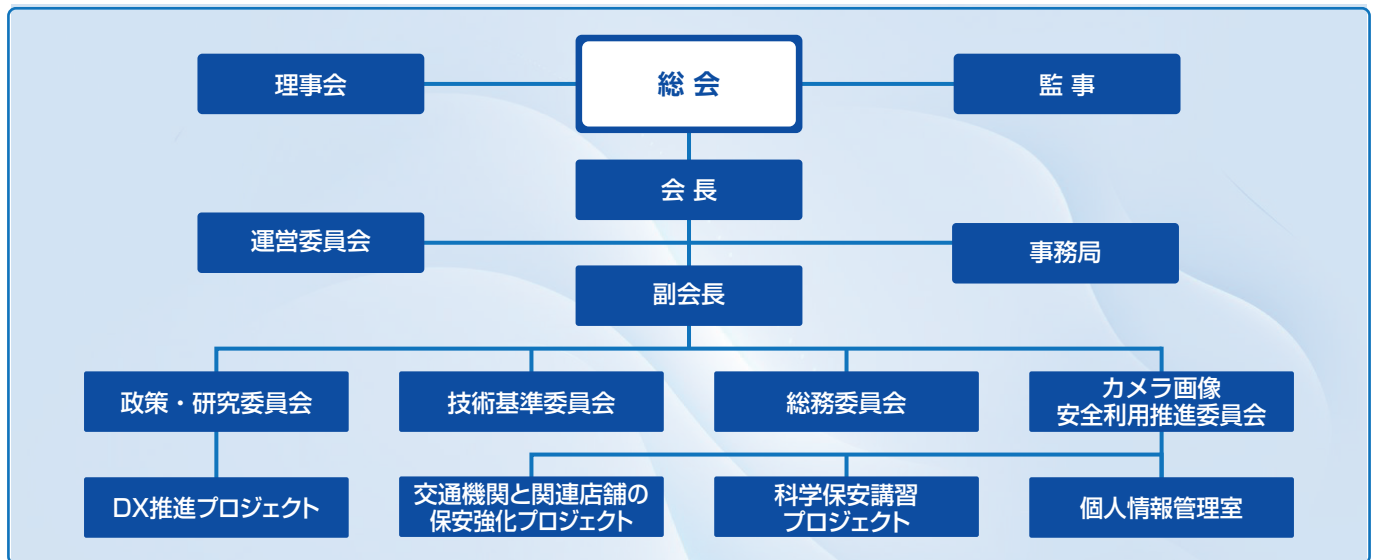 理事会
総 会
監 事
会 長
運営委員会
事務局
副会長
政策・研究委員会
技術基準委員会
総務委員会
カメラ画像
安全利用推進委員会
DX推進プロジェクト
交通機関と関連店舗の
保安強化プロジェクト
科学保安講習
プロジェクト
個人情報管理室